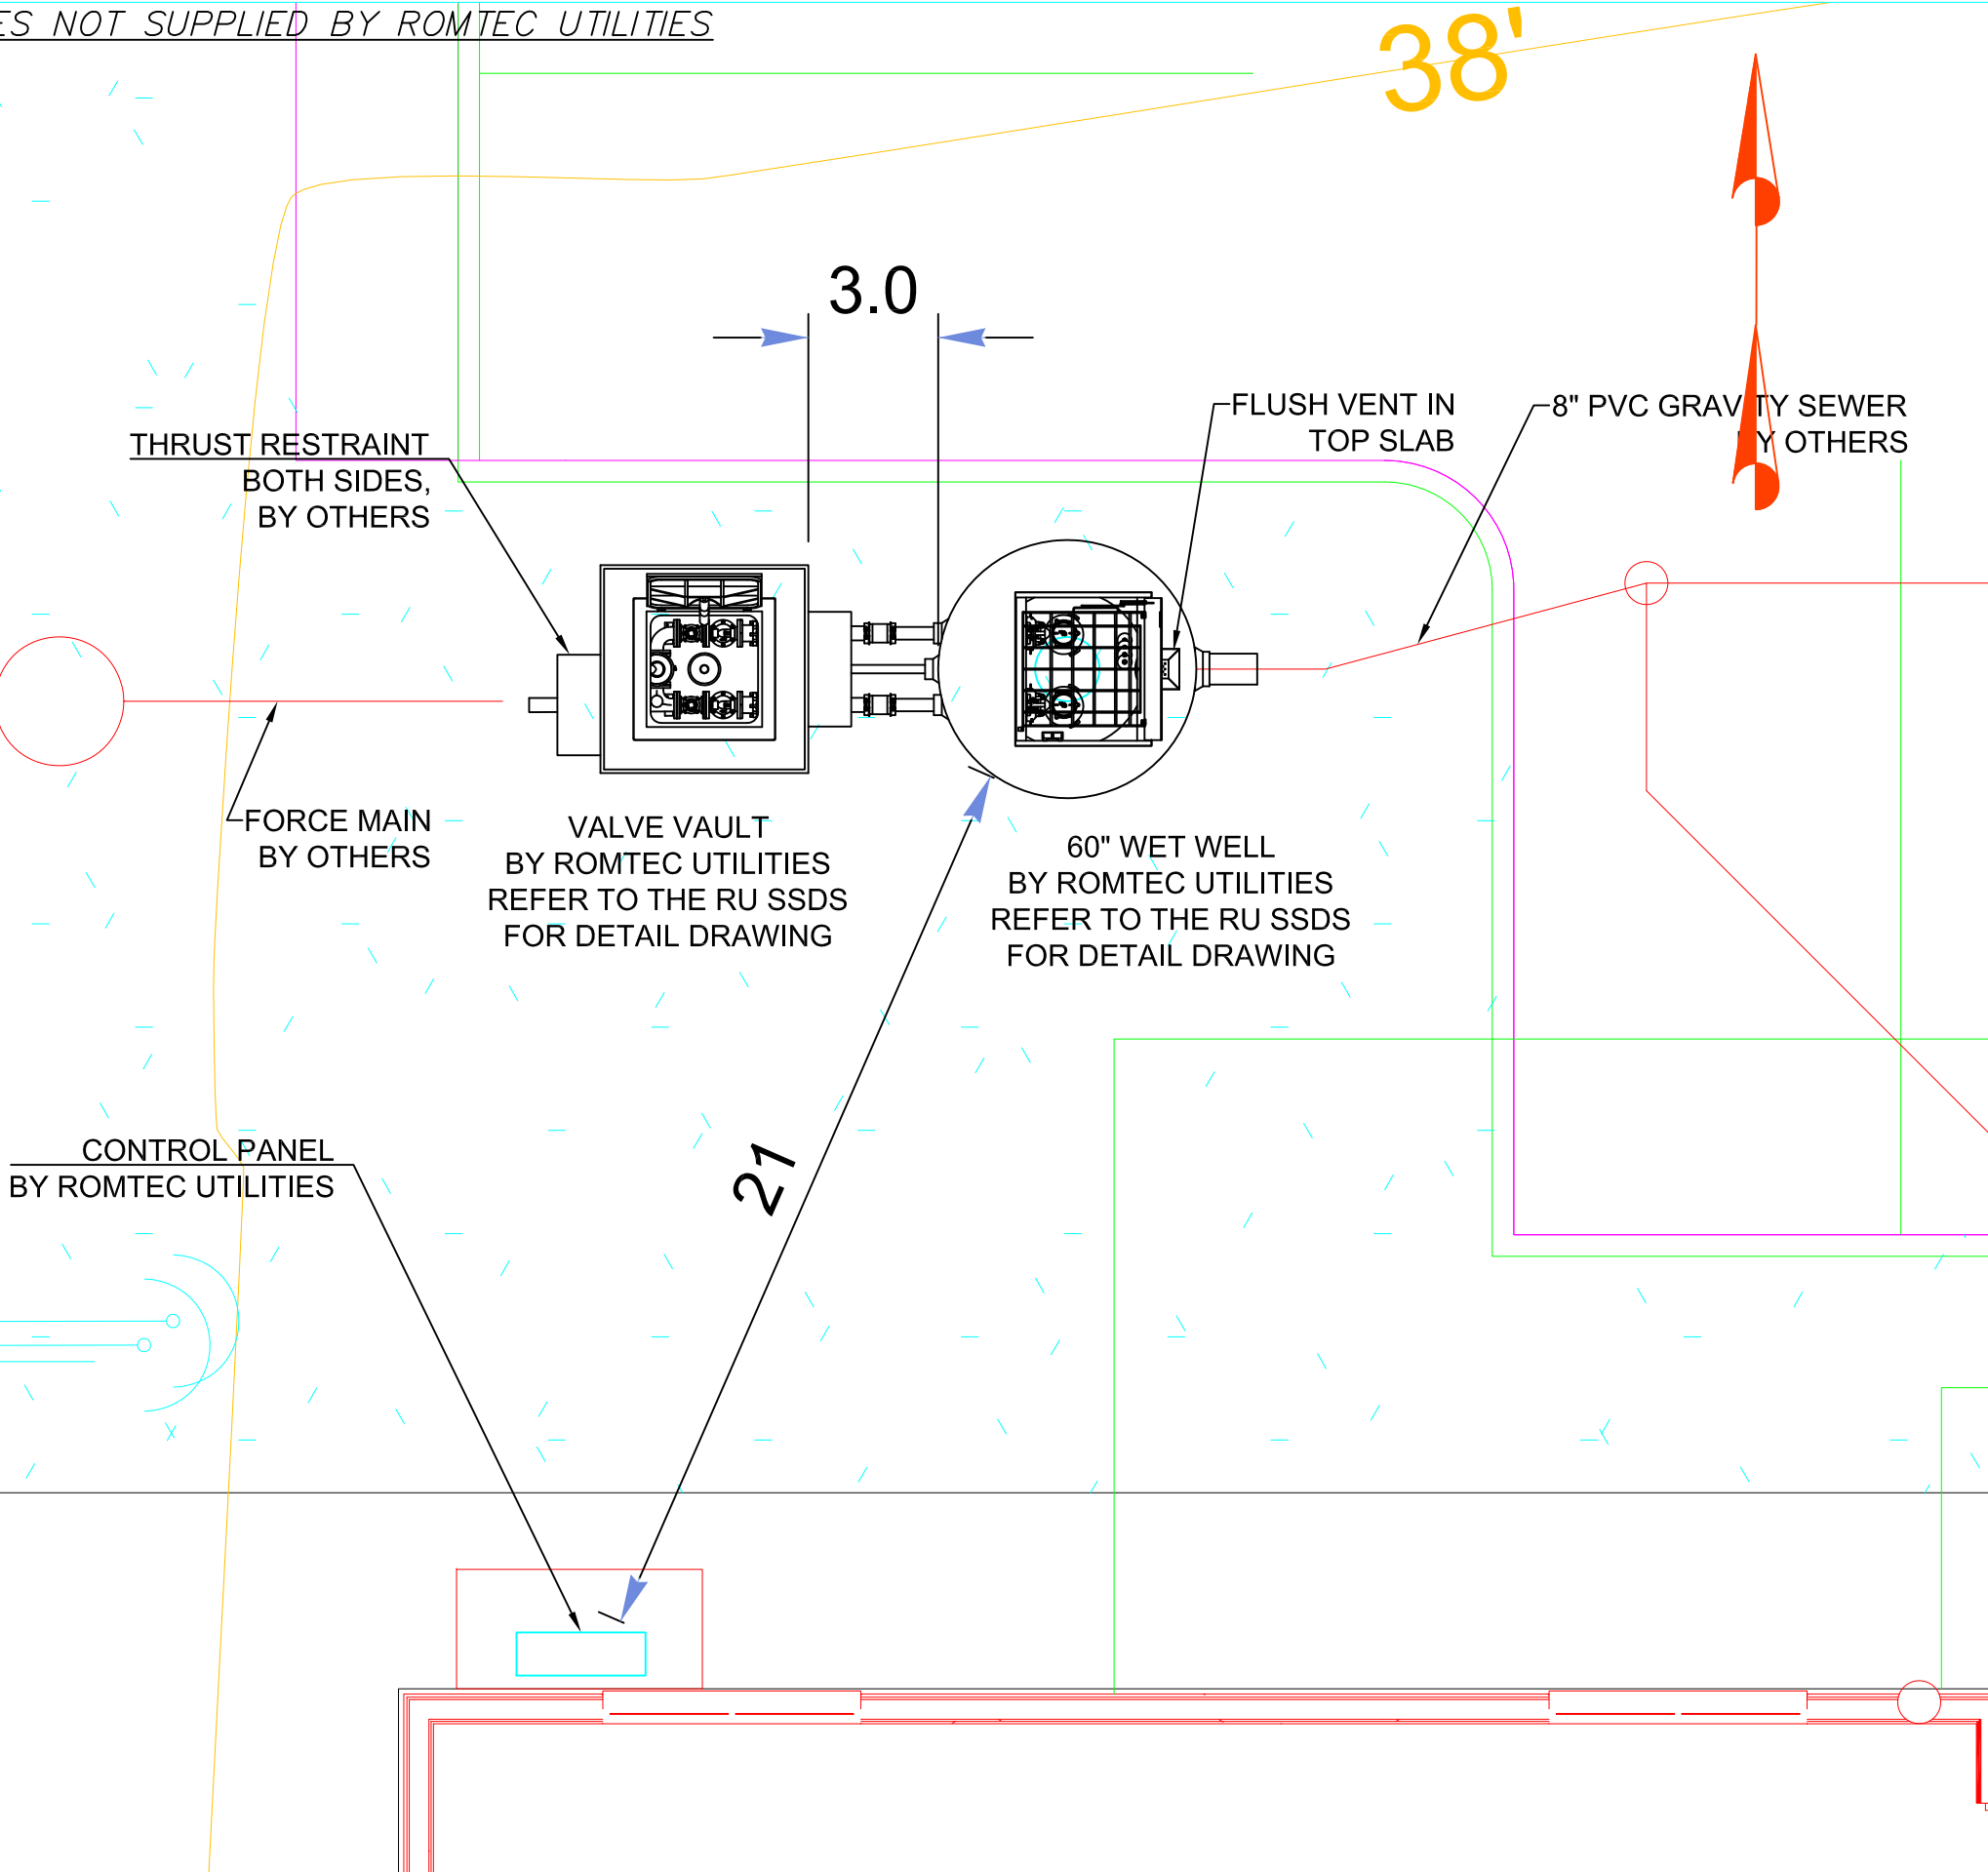 NOT SUPPLIED BY ROMTEC UTILITIES
38'
3.0
FLUSH VENT IN
TOP SLAB
8" PVC GRAVITY SEWER
BY OTHERS
THRUST RESTRAINT
BOTH SIDES,
BY OTHERS
FORCE MAIN
BY OTHERS
VALVE VAULT
BY ROMTEC UTILITIES
REFER TO THE RU SSDS
FOR DETAIL DRAWING
60" WET WELL
BY ROMTEC UTILITIES
REFER TO THE RU SSDS
FOR DETAIL DRAWING
CONTROL PANEL
BY ROMTEC UTILITIES
21